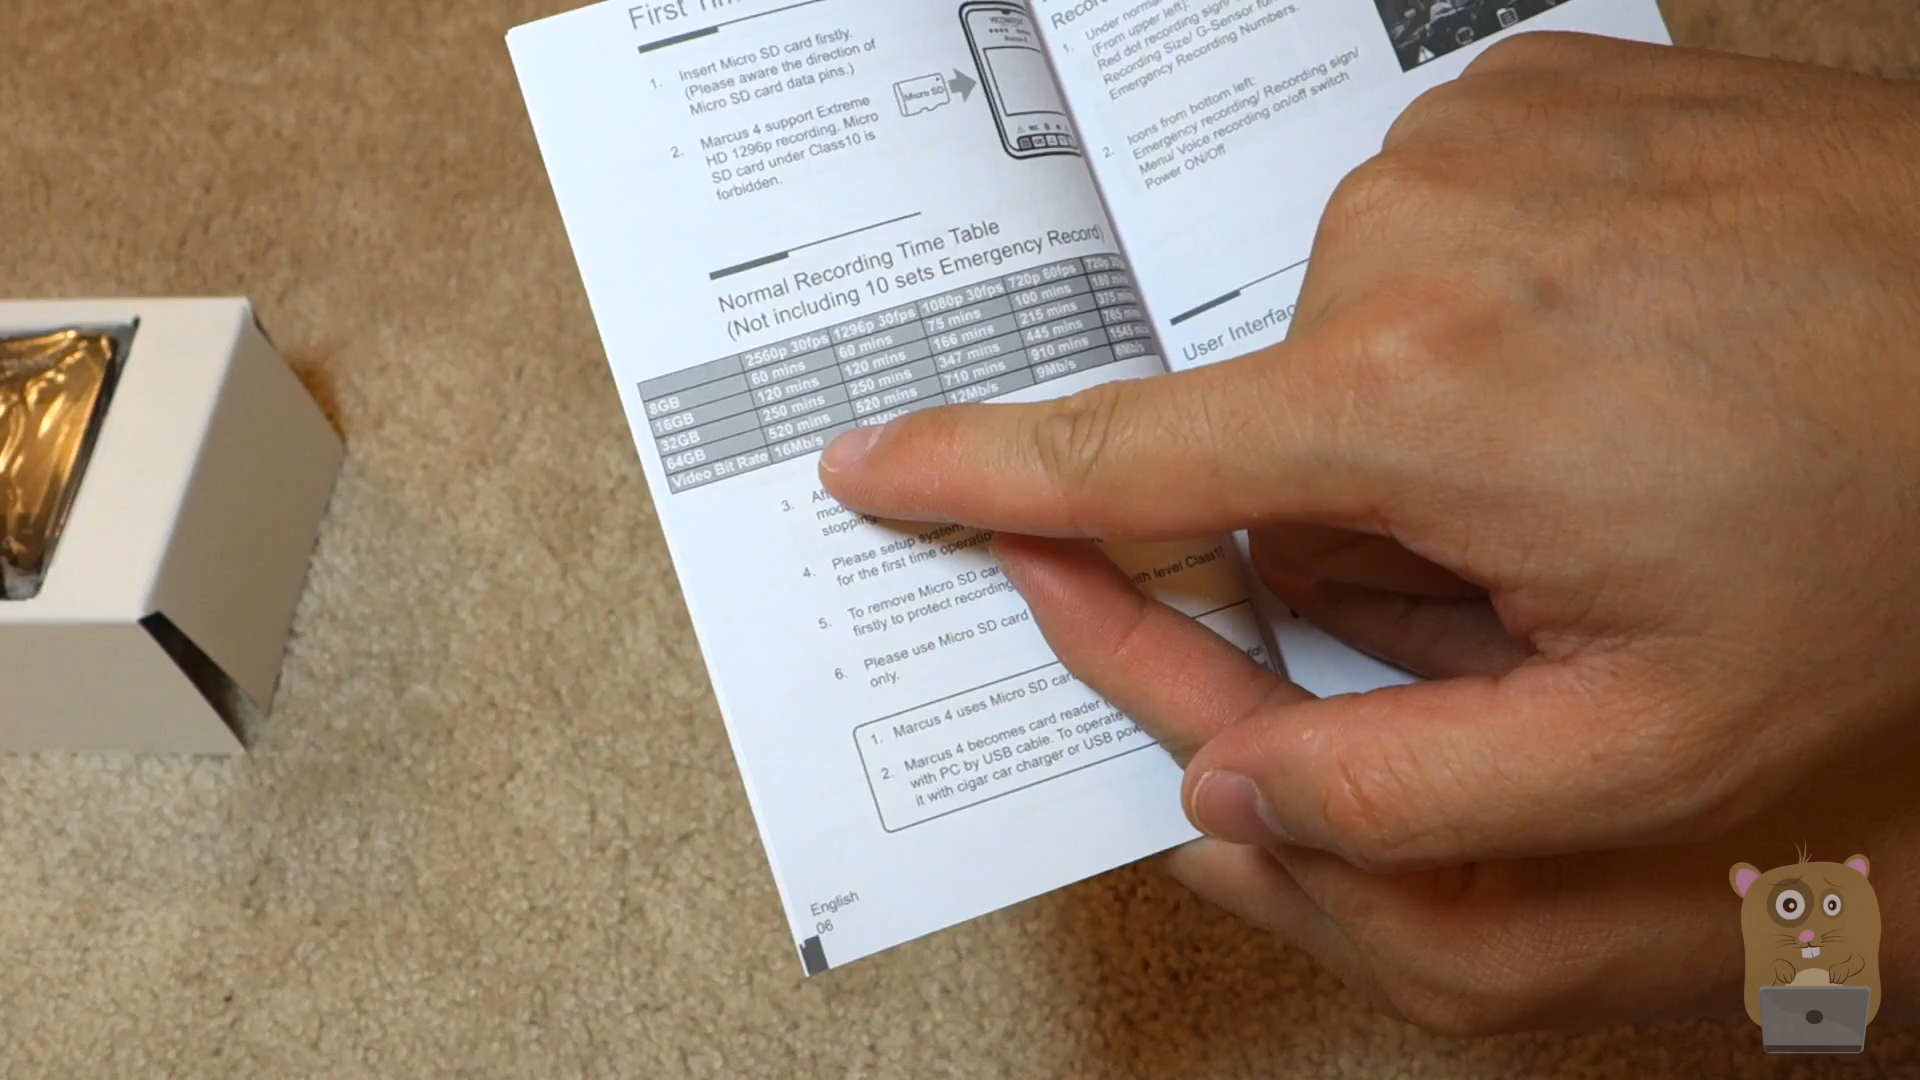 First
1. Insert Micro SD card firstly.
(Please aware the direction of
Micro SD card data pins.)
2. Marcus 4 support Extreme
HD 1296p recording. Micro
SD card under Class10 is
forbidden.
Micro SD
Normal Recording Time Table
(Not including 10 sets Emergency Record)
2560p 30fps 1296p 30fps 1080p 30fps 720p 60fps 720p
8GB 60 mins 60 mins 75 mins 100 mins 180
16GB 120 mins 120 mins 166 mins 215 mins 375
32GB 250 mins 250 mins 347 mins 445 mins 765
64GB 520 mins 520 mins 710 mins 910 mins 1545
Video Bit Rate 16Mb/s 16Mb/s 12Mb/s 9Mb/s 6Mb/s
3.
stopping
4. Please setup system
for the first time operation
5. To remove Micro SD
firstly to protect recording
6. Please use Micro SD card with level Class10
only.
1. Marcus 4 uses Micro SD
2. Marcus 4 becomes card reader
with PC by USB cable. To operate
it with cigar car charger or USB
English
06
1. Under normal
(From upper left):
Red dot recording sign/
Recording Size/ G-Sensor
Emergency Recording Numbers.
2. Icons from bottom left:
Emergency recording/ Recording sign/
Menu/ Voice recording on/off switch
Power ON/Off
User